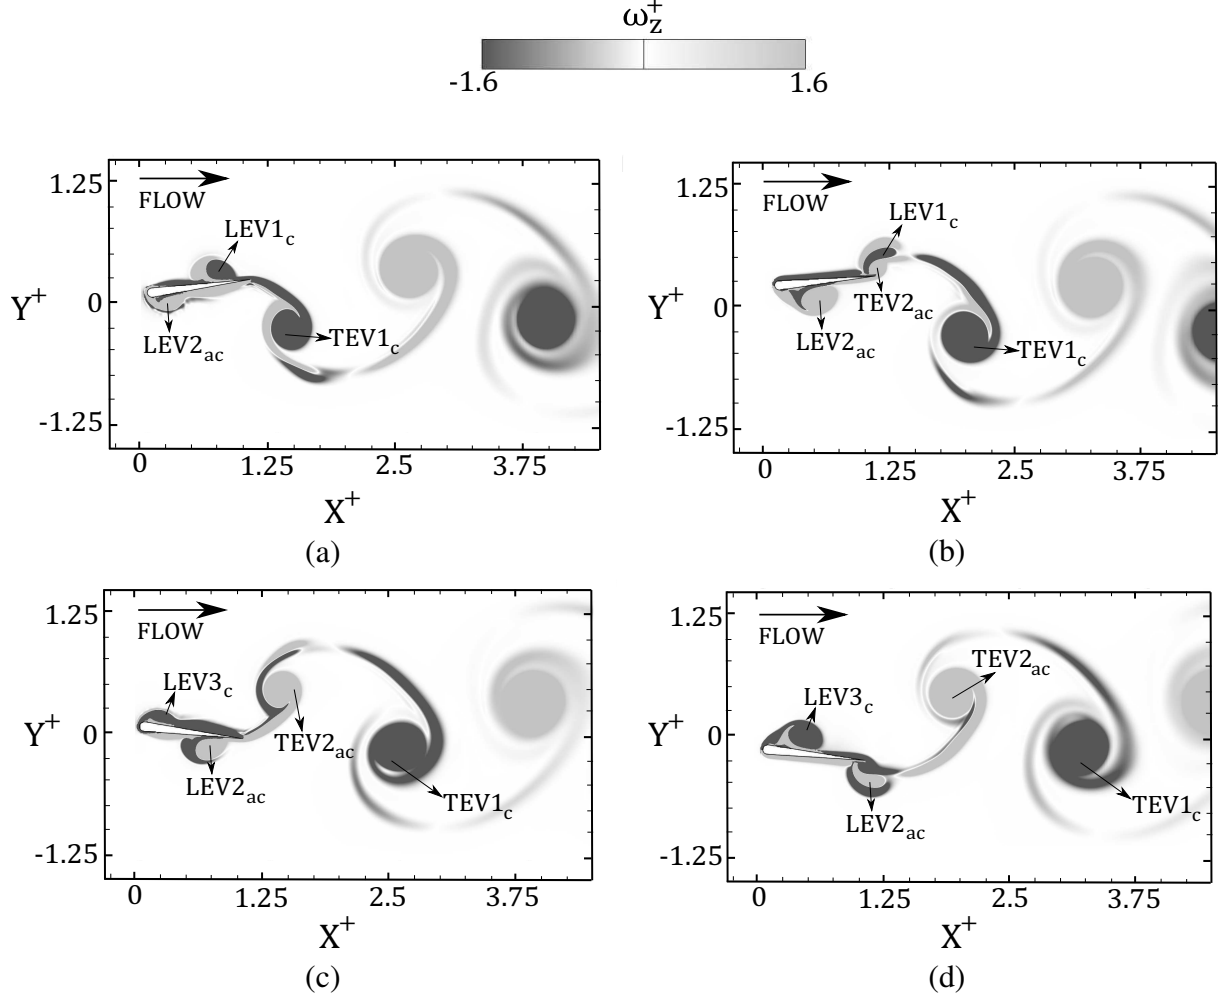 ω_z^+
-1.6 1.6
1.25
FLOW
LEV1_c
Y^+
0
LEV2_ac
TEV1_c
-1.25
0 1.25 2.5 3.75
X^+
(a)
1.25
FLOW
LEV1_c
Y^+
0
TEV2_ac
LEV2_ac
TEV1_c
-1.25
0 1.25 2.5 3.75
X^+
(b)
1.25
FLOW
LEV3_c
Y^+
0
TEV2_ac
LEV2_ac
TEV1_c
-1.25
0 1.25 2.5 3.75
X^+
(c)
1.25
FLOW
TEV2_ac
LEV3_c
Y^+
0
TEV1_c
LEV2_ac
-1.25
0 1.25 2.5 3.75
X^+
(d)